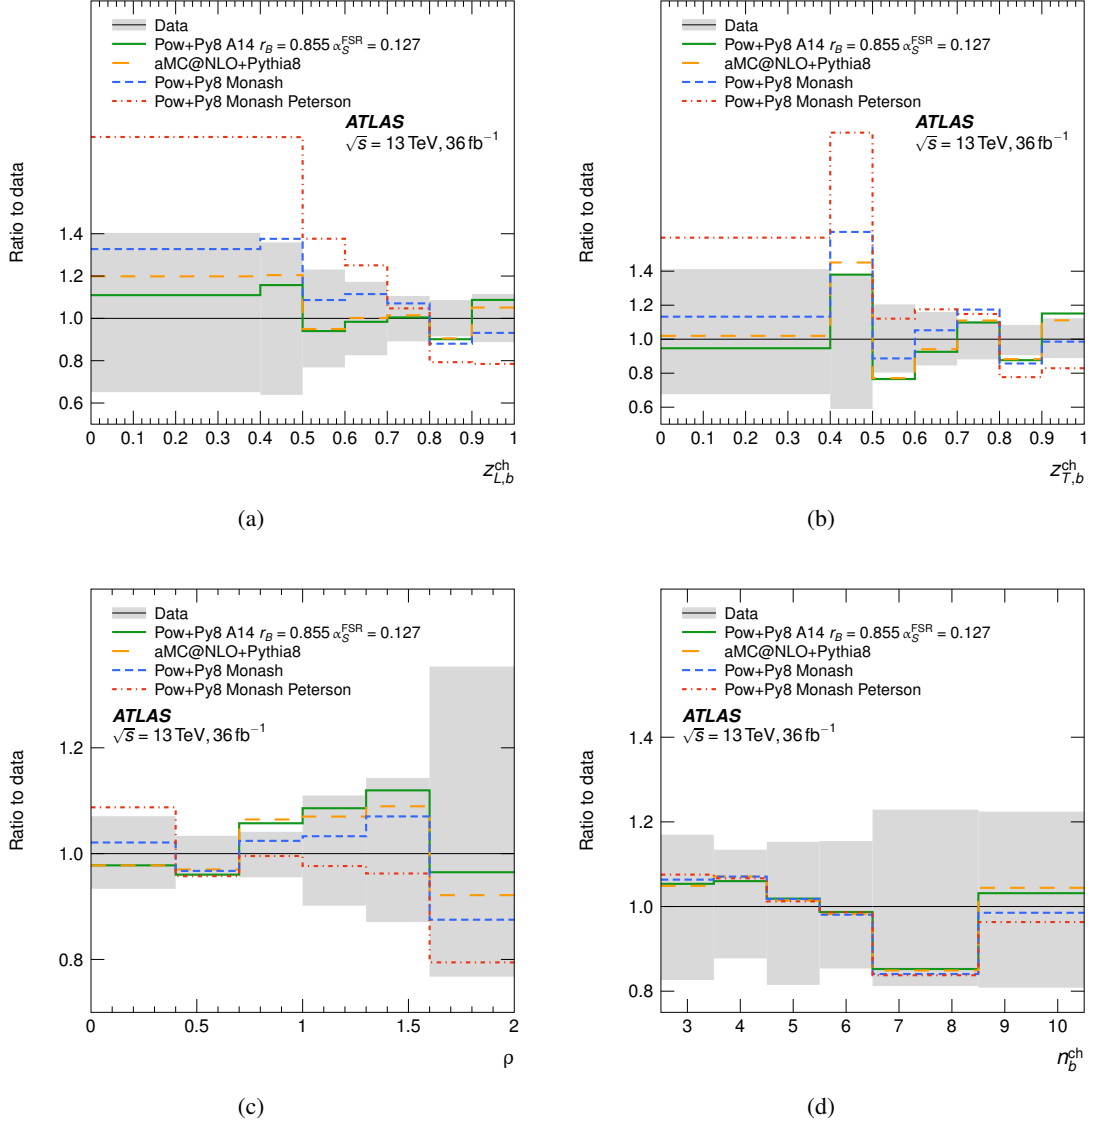 Data
Pow+Py8 A14 r_B = 0.855 α_S^FSR = 0.127
aMC@NLO+Pythia8
Pow+Py8 Monash
Pow+Py8 Monash Peterson
ATLAS
√s = 13 TeV, 36 fb⁻¹
Ratio to data
1.4
1.2
1.0
0.8
0.6
0 0.1 0.2 0.3 0.4 0.5 0.6 0.7 0.8 0.9 1
z_{L,b}^{ch}
(a)
Data
Pow+Py8 A14 r_B = 0.855 α_S^FSR = 0.127
aMC@NLO+Pythia8
Pow+Py8 Monash
Pow+Py8 Monash Peterson
ATLAS
√s = 13 TeV, 36 fb⁻¹
Ratio to data
1.4
1.2
1.0
0.8
0.6
0 0.1 0.2 0.3 0.4 0.5 0.6 0.7 0.8 0.9 1
z_{T,b}^{ch}
(b)
Data
Pow+Py8 A14 r_B = 0.855 α_S^FSR = 0.127
aMC@NLO+Pythia8
Pow+Py8 Monash
Pow+Py8 Monash Peterson
ATLAS
√s = 13 TeV, 36 fb⁻¹
Ratio to data
1.2
1.0
0.8
0 0.5 1 1.5 2
ρ
(c)
Data
Pow+Py8 A14 r_B = 0.855 α_S^FSR = 0.127
aMC@NLO+Pythia8
Pow+Py8 Monash
Pow+Py8 Monash Peterson
ATLAS
√s = 13 TeV, 36 fb⁻¹
Ratio to data
1.4
1.2
1.0
0.8
3 4 5 6 7 8 9 10
n_b^{ch}
(d)